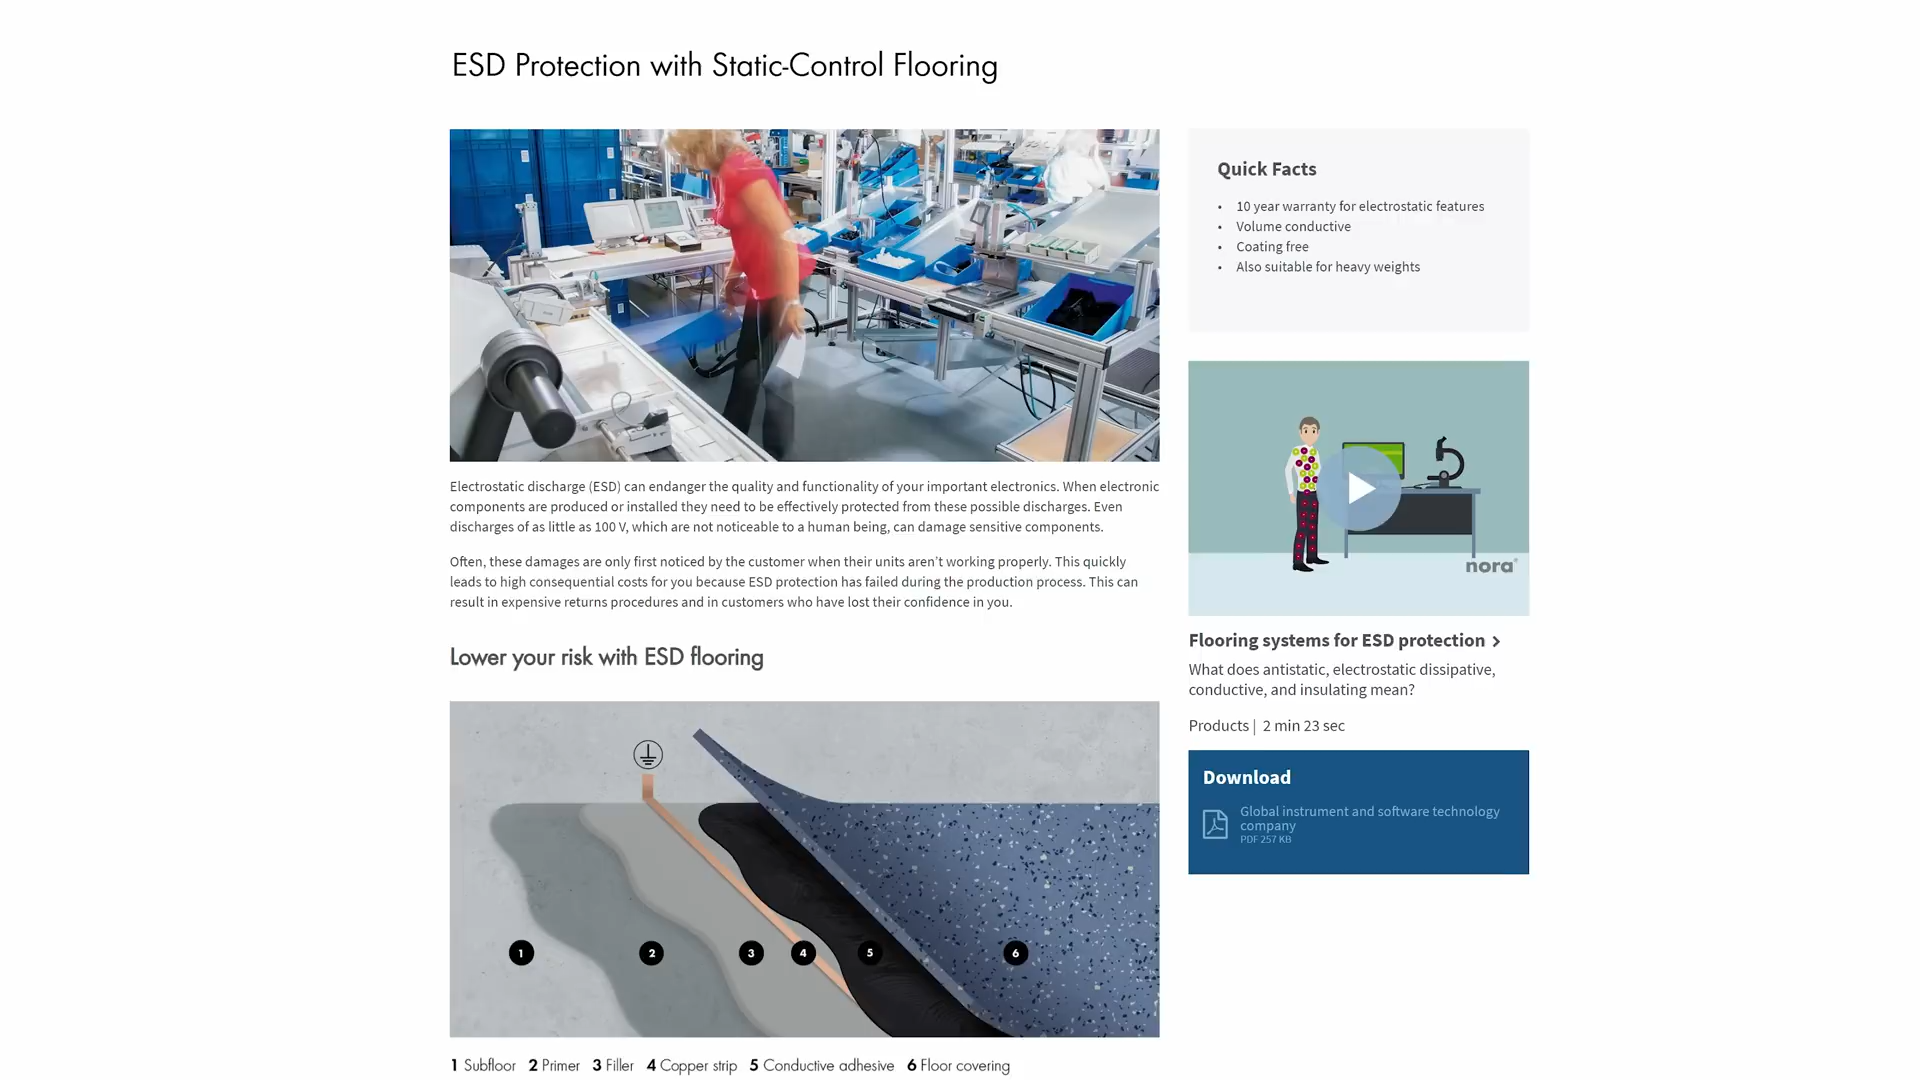 ESD Protection with Static-Control Flooring
Quick Facts
• 10 year warranty for electrostatic features
• Volume conductive
• Coating free
• Also suitable for heavy weights
Electrostatic discharge (ESD) can endanger the quality and functionality of your important electronics. When electronic
components are produced or installed they need to be effectively protected from these possible discharges. Even
discharges of as little as 100 V, which are not noticeable to a human being, can damage sensitive components.
Often, these damages are only first noticed by the customer when their units aren't working properly. This quickly
leads to high consequential costs for you because ESD protection has failed during the production process. This can
result in expensive returns procedures and in customers who have lost their confidence in you.
nora®
Flooring systems for ESD protection >
What does antistatic, electrostatic dissipative,
conductive, and insulating mean?
Products | 2 min 23 sec
Download
Global instrument and software technology
company
PDF 257 KB
Lower your risk with ESD flooring
1 2 3 4 5 6
1 Subfloor 2 Primer 3 Filler 4 Copper strip 5 Conductive adhesive 6 Floor covering